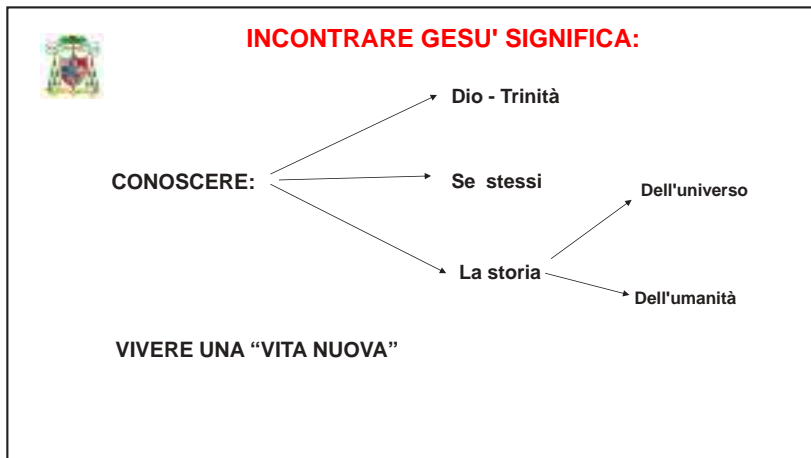 INCONTRARE GESU' SIGNIFICA:
Dio - Trinità
CONOSCERE:
Se stessi
Dell'universo
La storia
Dell'umanità
VIVERE UNA “VITA NUOVA”